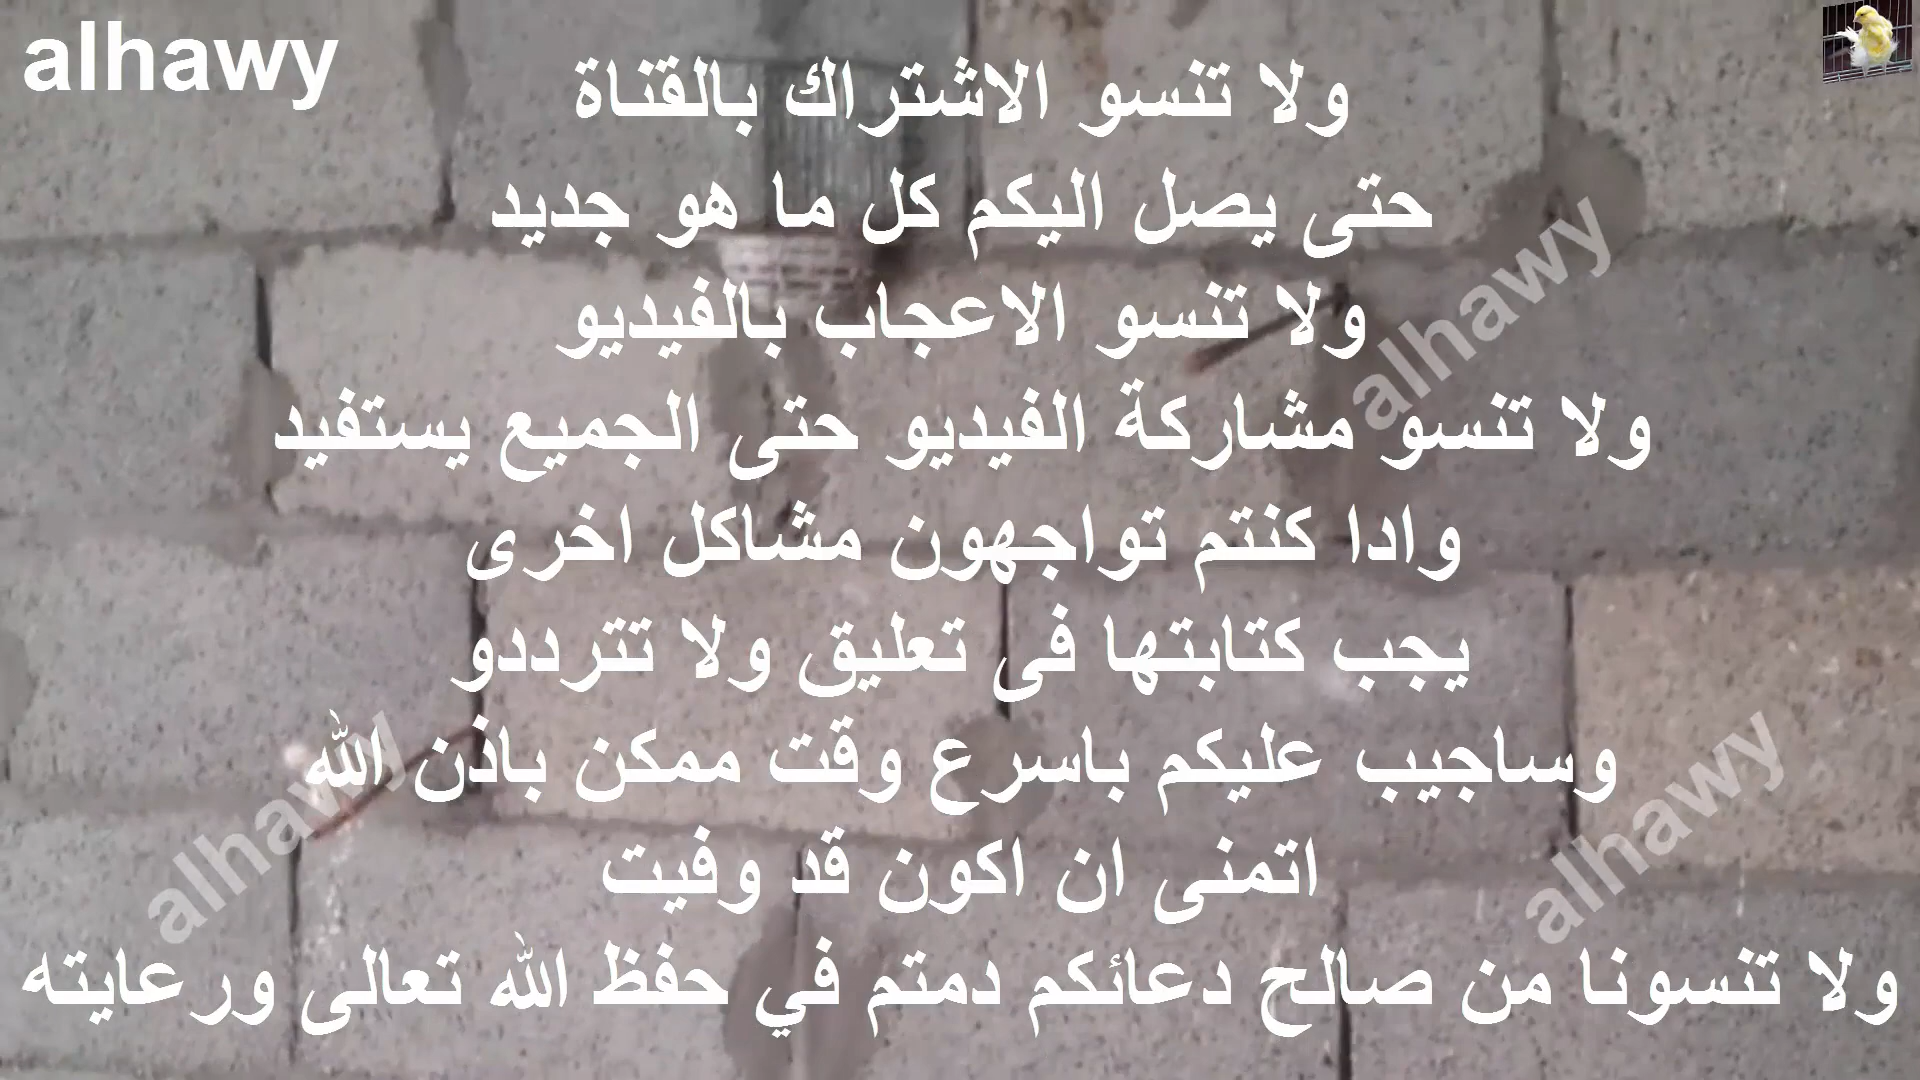 alhawy
ولا تنسو الاشتراك بالقناة
حتى يصل اليكم كل ما هو جديد
ولا تنسو الاعجاب بالفيديو
ولا تنسو مشاركة الفيديو حتى الجميع يستفيد
وادا كنتم تواجهون مشاكل اخرى
يجب كتابتها فى تعليق ولا تترددو
وساجيب عليكم باسرع وقت ممكن باذن الله
اتمنى ان اكون قد وفيت
ولا تنسونا من صالح دعائكم دمتم في حفظ الله تعالى ورعايته
alhawy
alhawy
alhawy